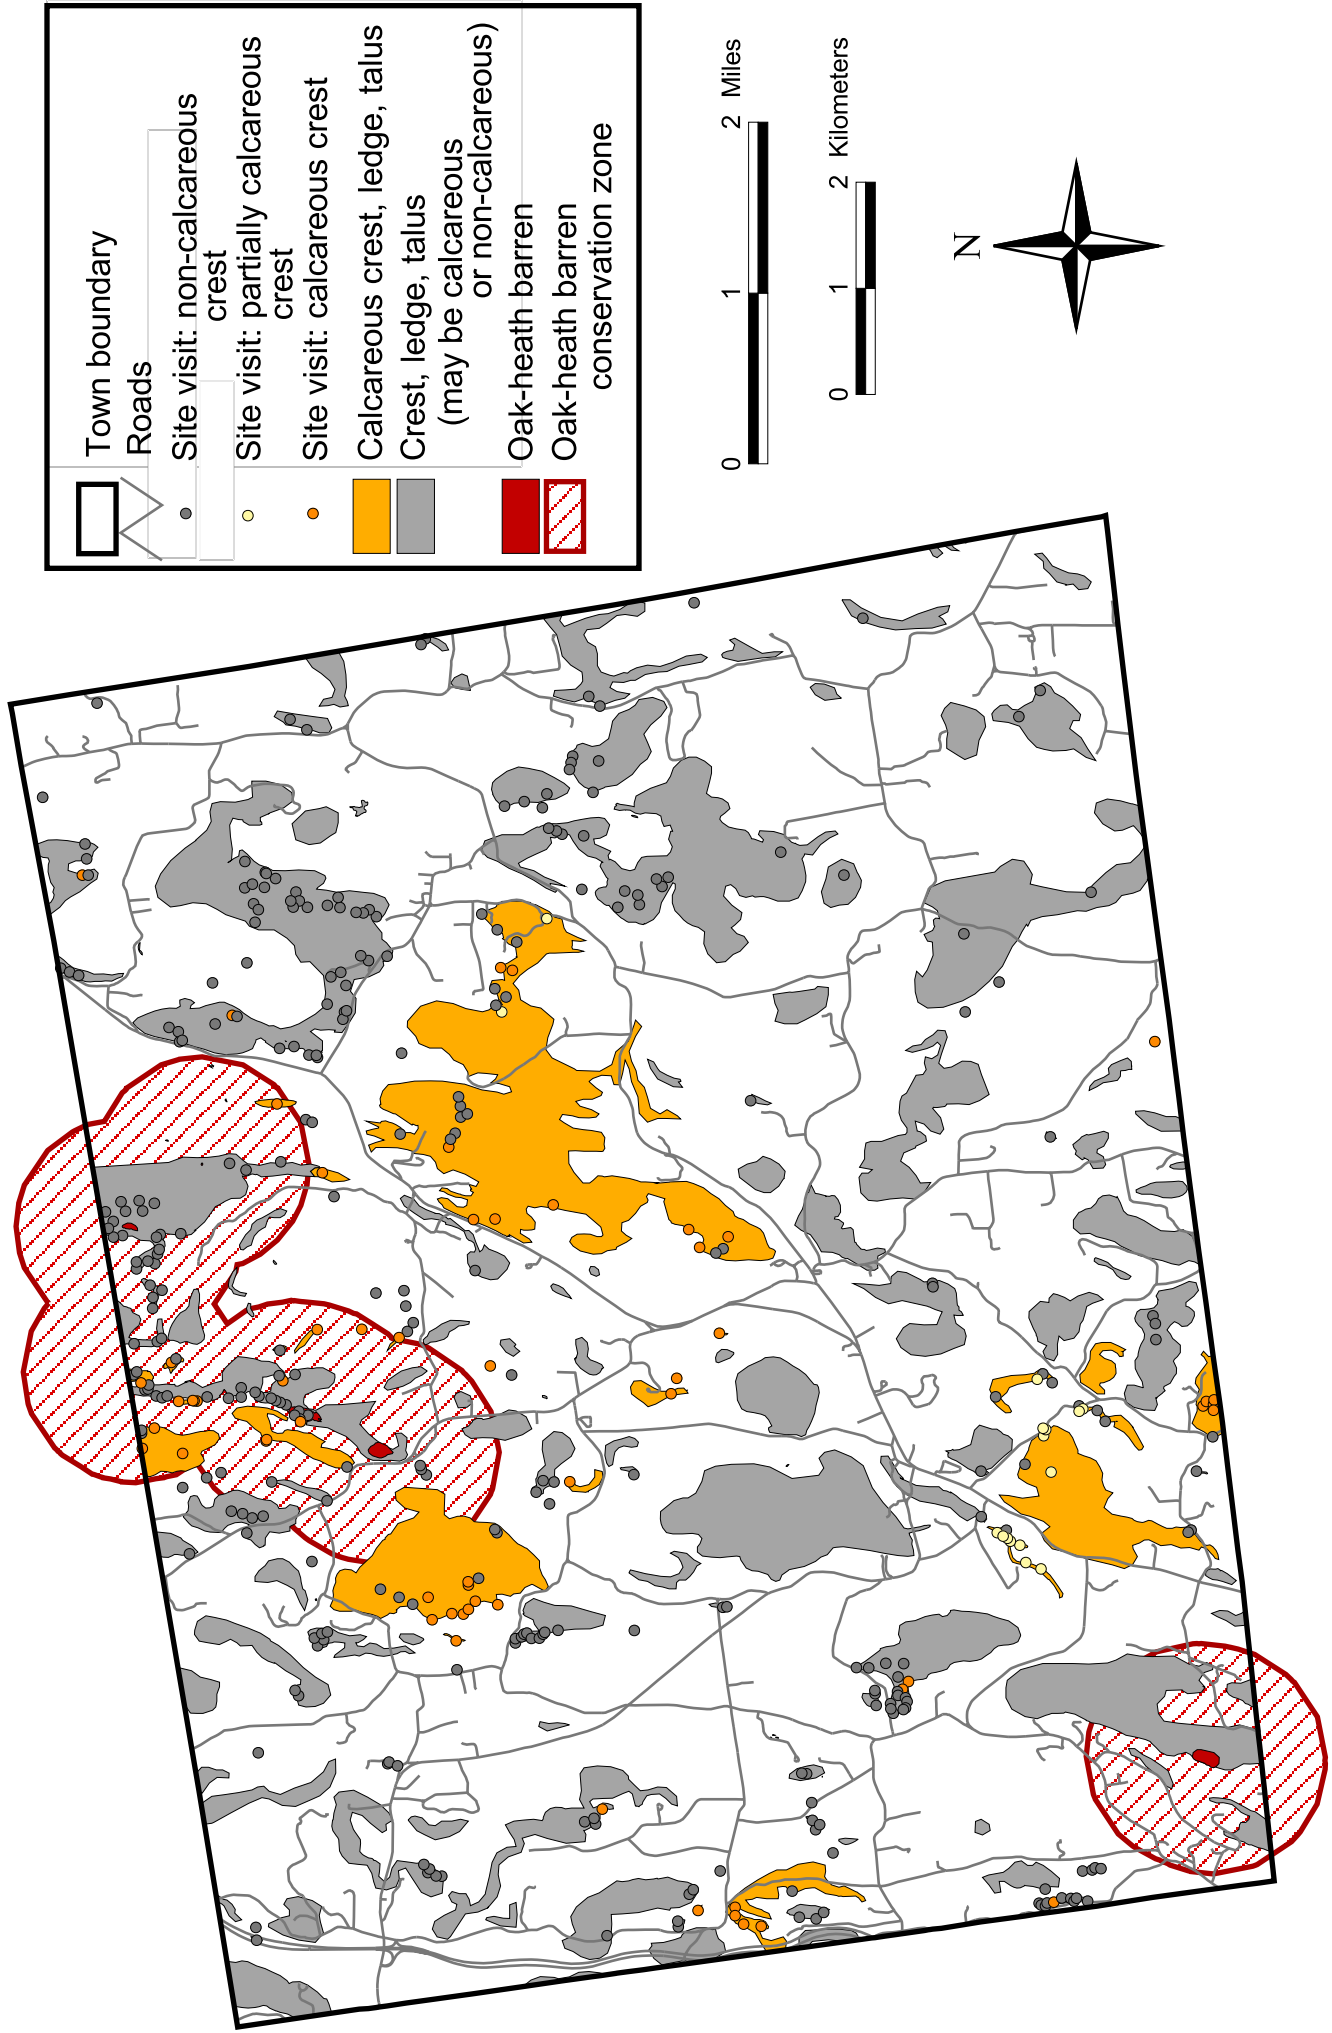 Town boundary
Roads
Site visit: non-calcareous
crest
Site visit: partially calcareous
crest
Site visit: calcareous crest
Calcareous crest, ledge, talus
Crest, ledge, talus
(may be calcareous
or non-calcareous)
Oak-heath barren
Oak-heath barren
conservation zone
0 1 2 Miles
0 1 2 Kilometers
N